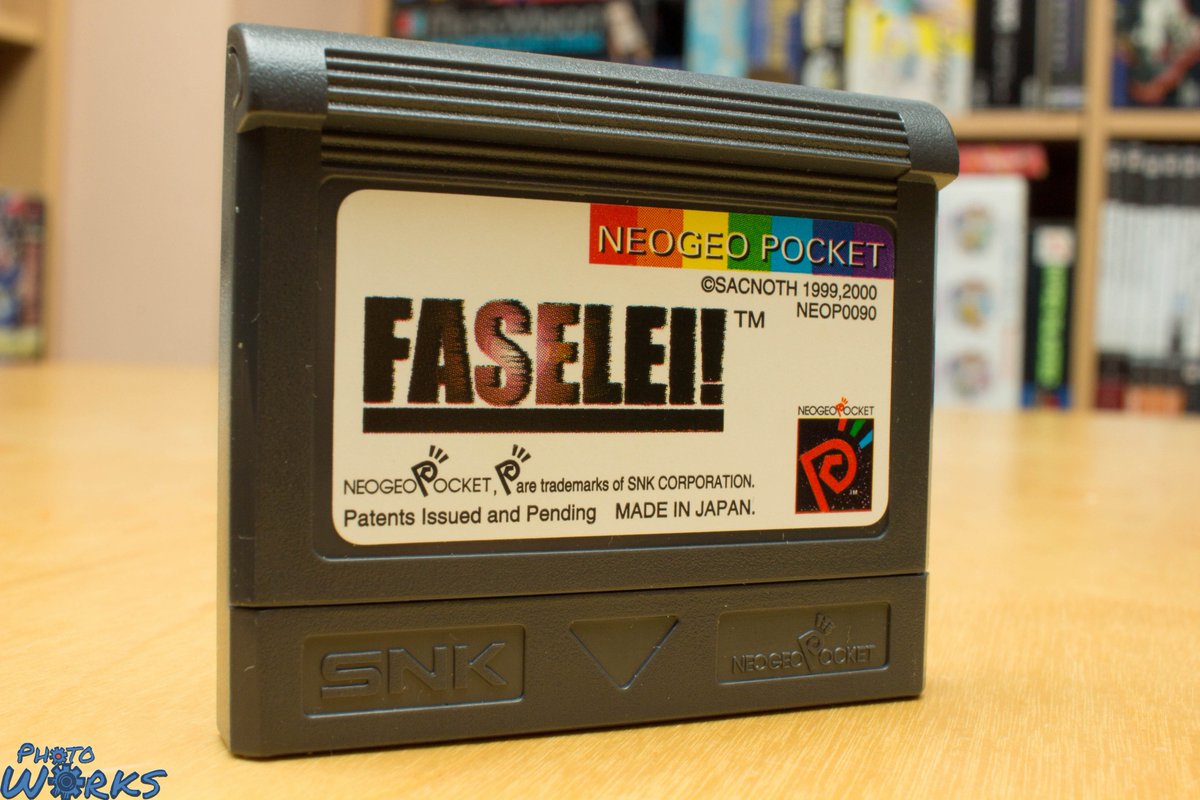 NEOGEO POCKET
©SACNOTH 1999,2000
NEOP0090
FASELEI!™
NEOGEO POCKET
NEOGEO POCKET, P are trademarks of SNK CORPORATION.
Patents Issued and Pending MADE IN JAPAN.
SNK
NEOGEO POCKET
PHOTO
WORKS